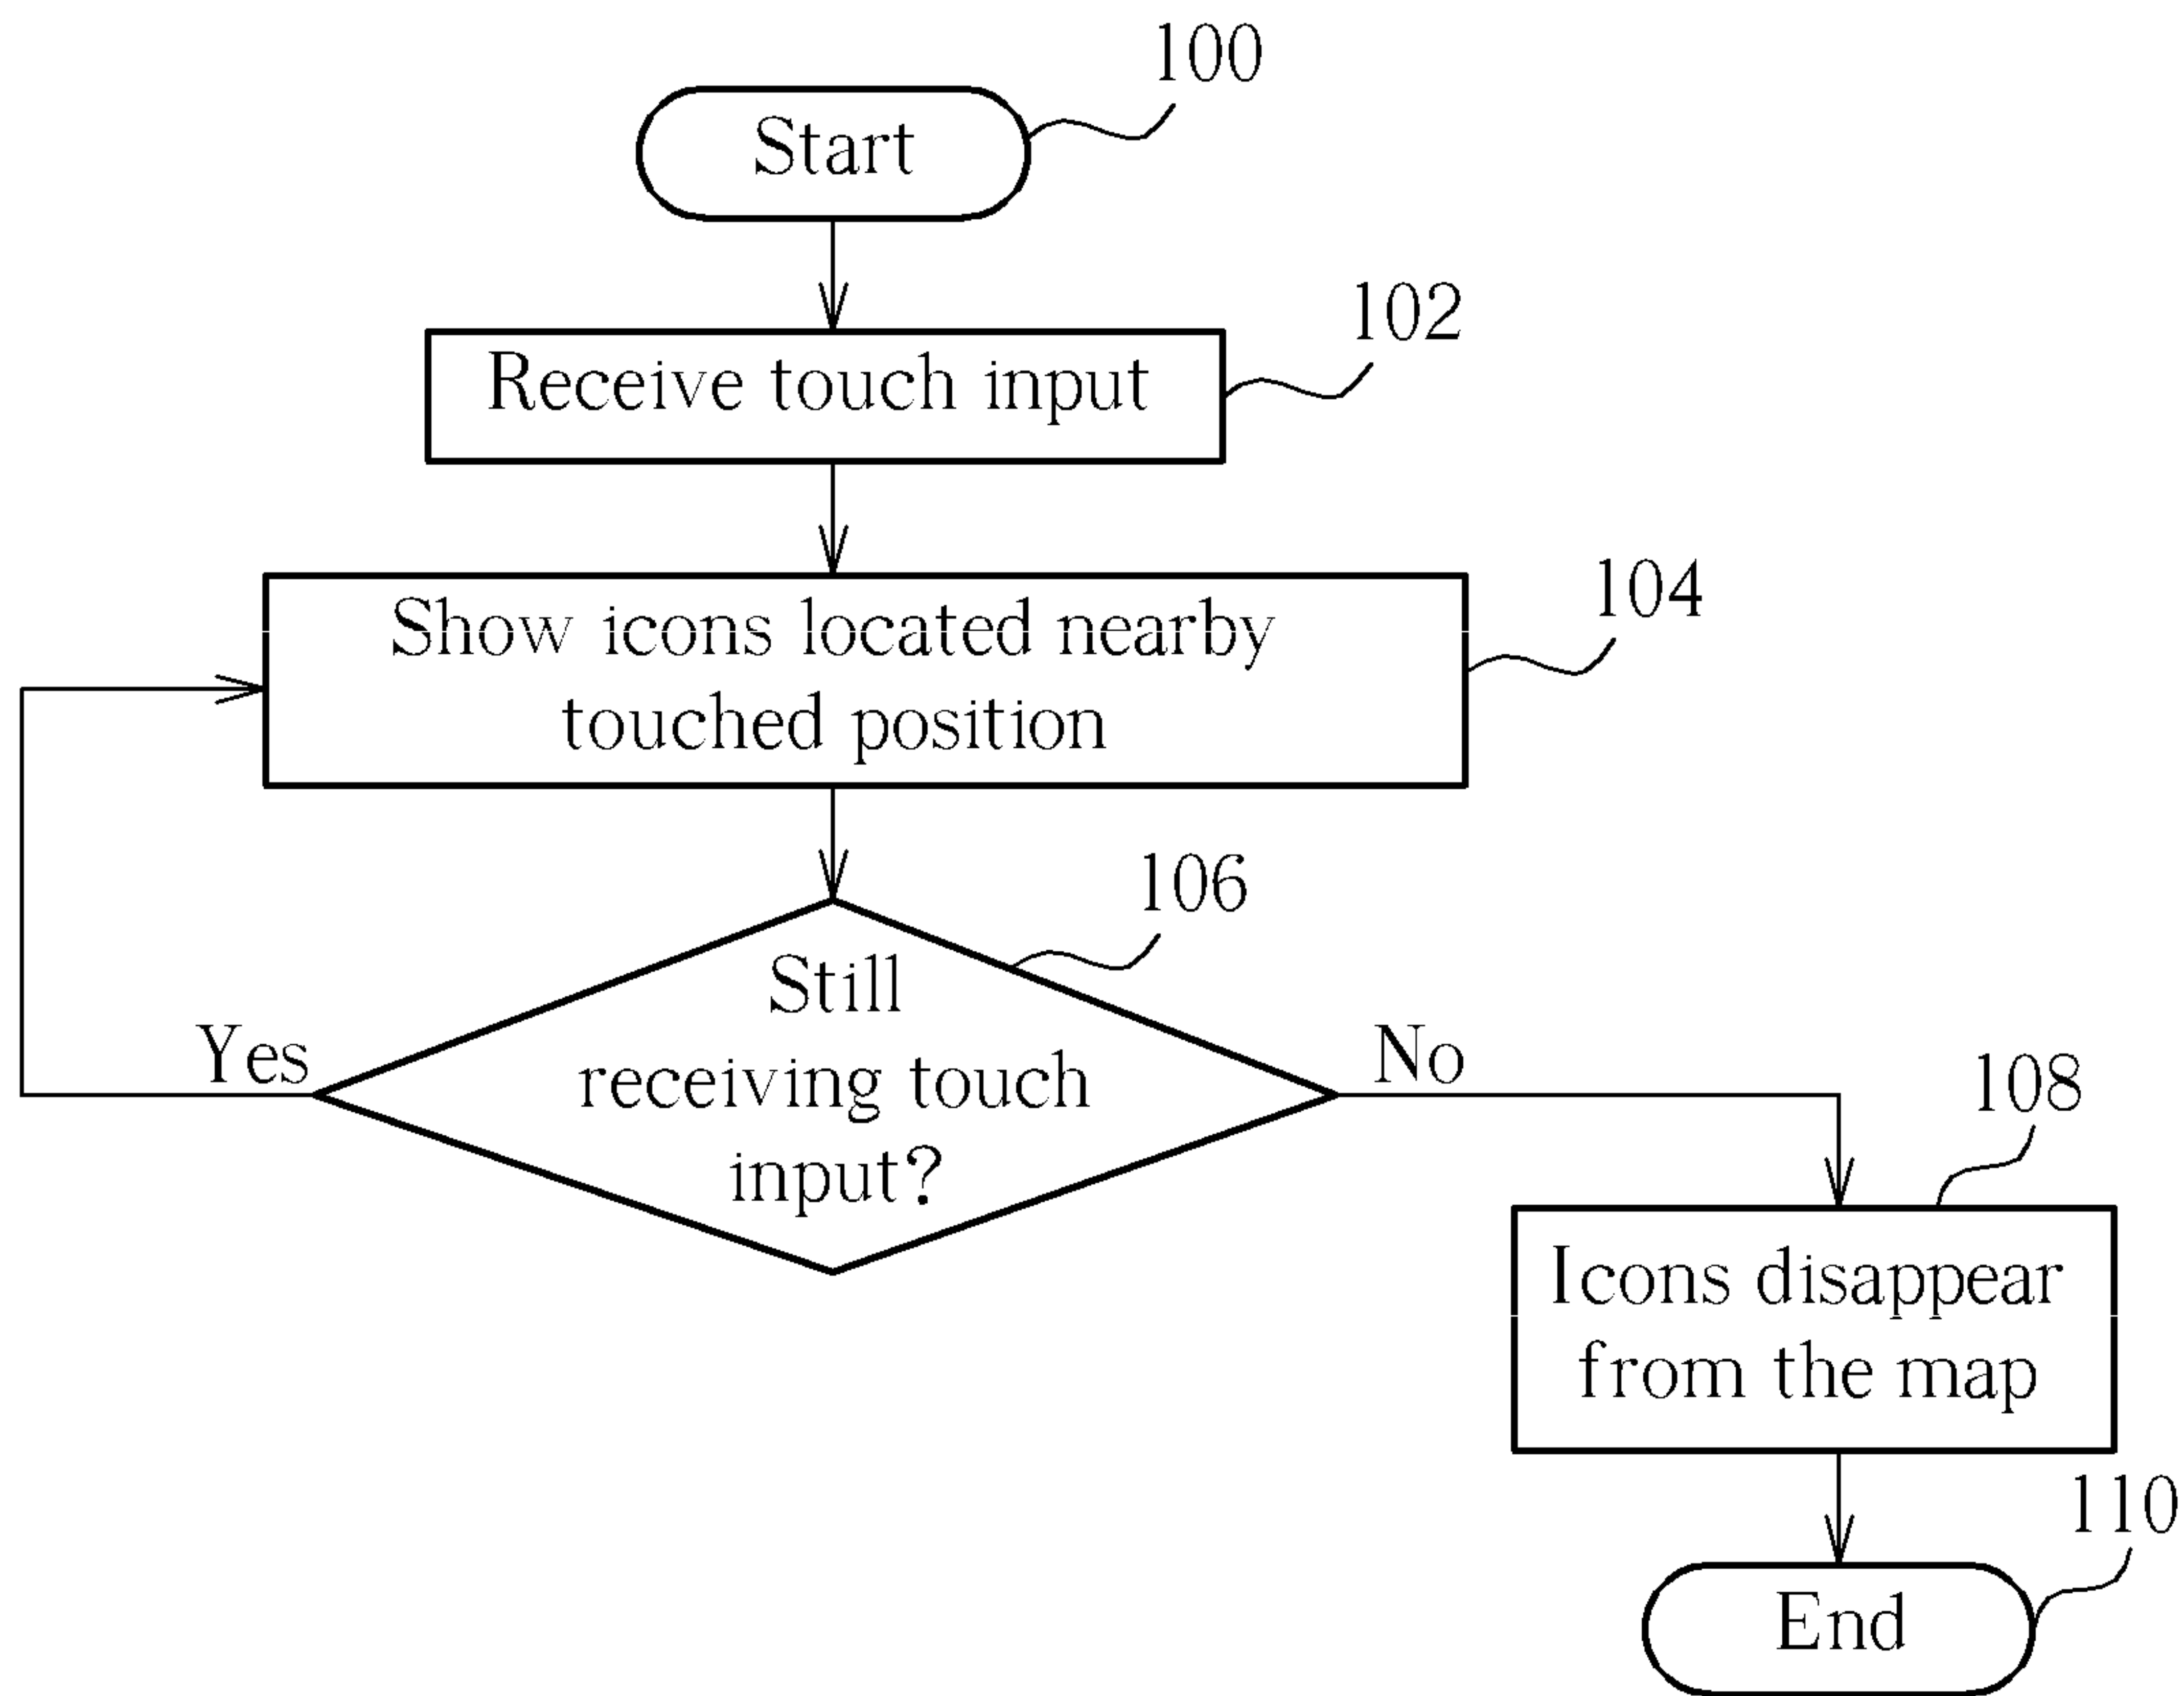 100
Start
102
Receive touch input
104
Show icons located nearby
touched position
106
Still
receiving touch
input?
Yes
No
108
Icons disappear
from the map
110
End